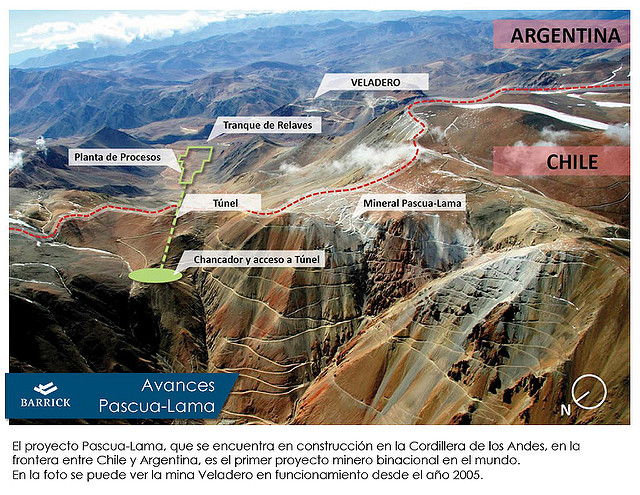 ARGENTINA
VELADERO
Tranque de Relaves
Planta de Procesos
CHILE
Túnel
Mineral Pascua-Lama
Chancador y acceso a Túnel
BARRICK
Avances
Pascua-Lama
N
El proyecto Pascua-Lama, que se encuentra en construcción en la Cordillera de los Andes, en la
frontera entre Chile y Argentina, es el primer proyecto minero binacional en el mundo.
En la foto se puede ver la mina Veladero en funcionamiento desde el año 2005.